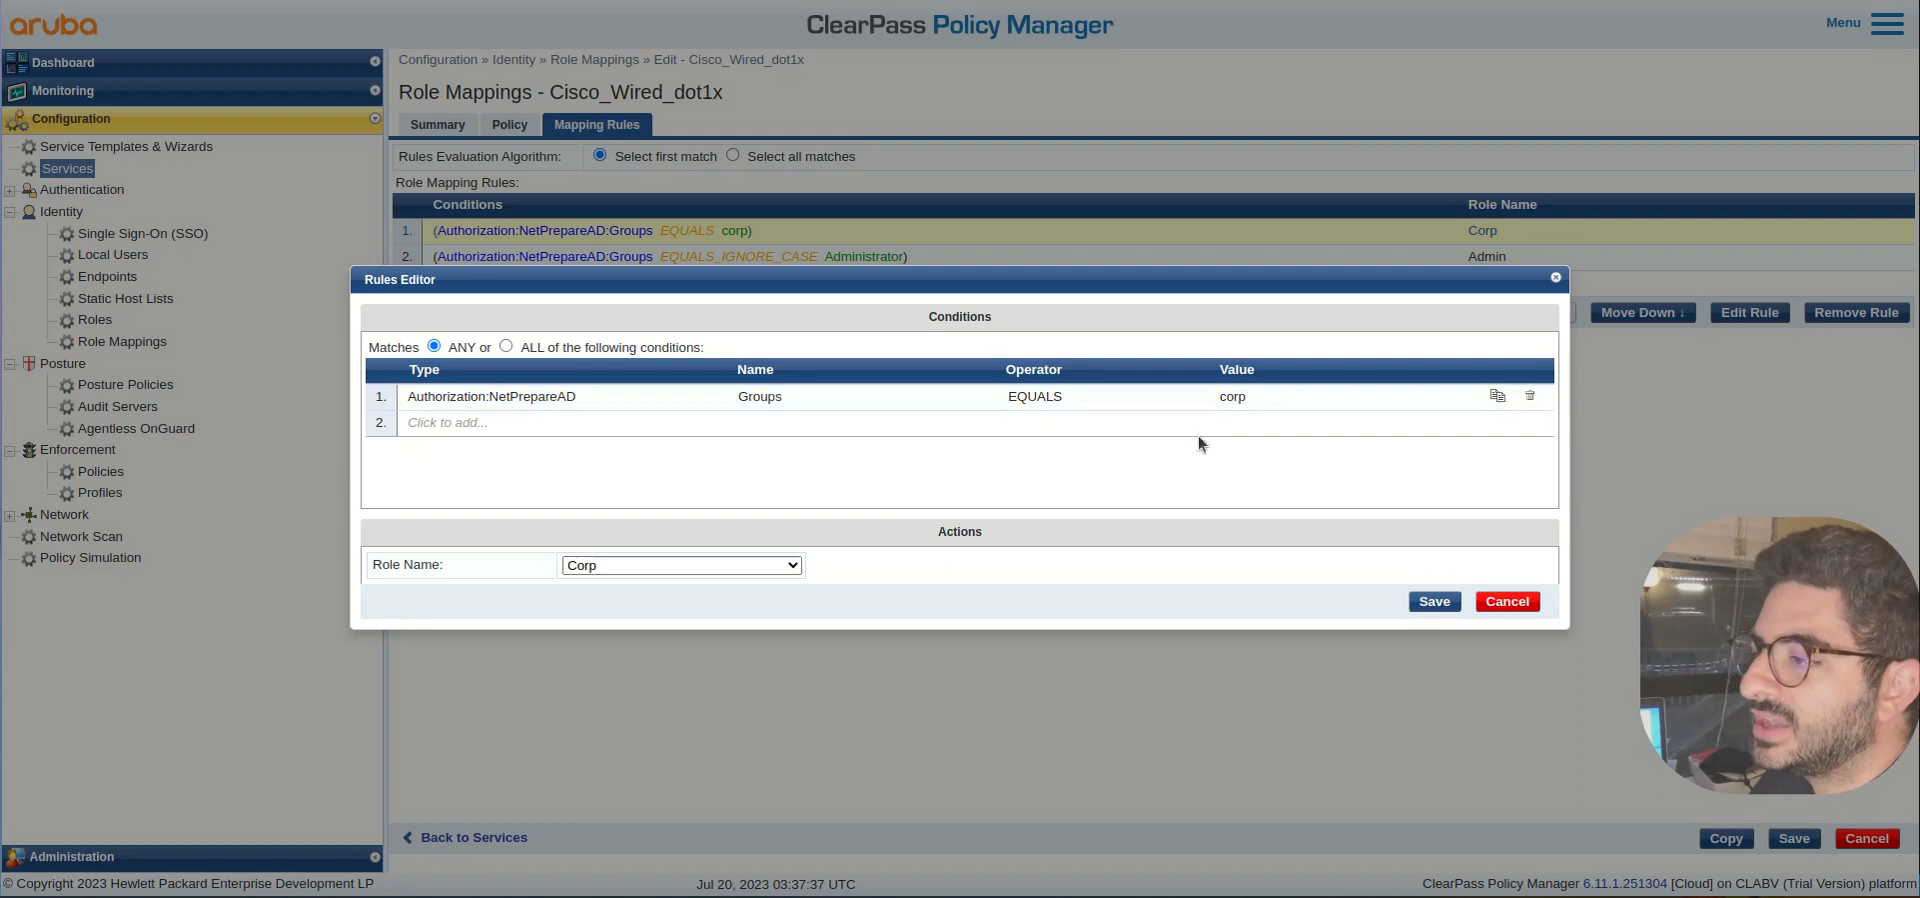 aruba
ClearPass Policy Manager
Menu
Dashboard
Monitoring
Configuration
Service Templates & Wizards
Services
Authentication
Identity
Single Sign-On (SSO)
Local Users
Endpoints
Static Host Lists
Roles
Role Mappings
Posture
Posture Policies
Audit Servers
Agentless OnGuard
Enforcement
Policies
Profiles
Network
Network Scan
Policy Simulation
Administration
Configuration » Identity » Role Mappings » Edit - Cisco_Wired_dot1x
Role Mappings - Cisco_Wired_dot1x
Summary Policy Mapping Rules
Rules Evaluation Algorithm: Select first match Select all matches
Role Mapping Rules:
Conditions Role Name
1. (Authorization:NetPrepareAD:Groups EQUALS corp) Corp
2. (Authorization:NetPrepareAD:Groups EQUALS_IGNORE_CASE Administrator) Admin
Move Down ↓ Edit Rule Remove Rule
Rules Editor
Conditions
Matches ANY or ALL of the following conditions:
Type Name Operator Value
1. Authorization:NetPrepareAD Groups EQUALS corp
2. Click to add...
Actions
Role Name: Corp
Save Cancel
Back to Services Copy Save Cancel
© Copyright 2023 Hewlett Packard Enterprise Development LP Jul 20, 2023 03:37:37 UTC ClearPass Policy Manager 6.11.1.251304 [Cloud] on CLABV (Trial Version) platform